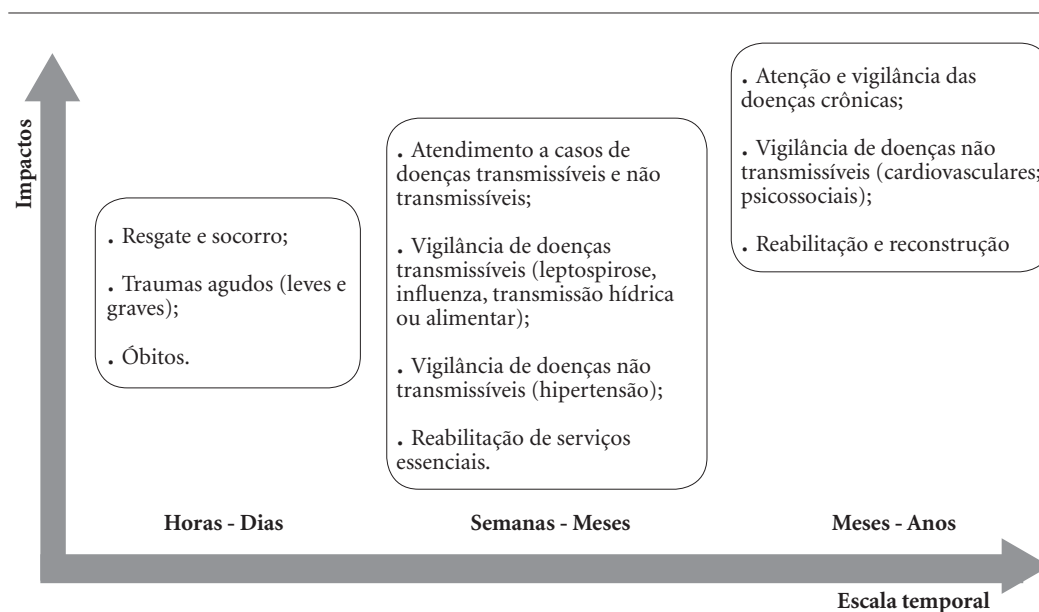 Impactos
. Resgate e socorro;
. Traumas agudos (leves e
graves);
. Óbitos.
. Atendimento a casos de
doenças transmissíveis e não
transmissíveis;
. Vigilância de doenças
transmissíveis (leptospirose,
influenza, transmissão hídrica
ou alimentar);
. Vigilância de doenças não
transmissíveis (hipertensão);
. Reabilitação de serviços
essenciais.
. Atenção e vigilância das
doenças crônicas;
. Vigilância de doenças não
transmissíveis (cardiovasculares;
psicossociais);
. Reabilitação e reconstrução
Horas - Dias
Semanas - Meses
Meses - Anos
Escala temporal